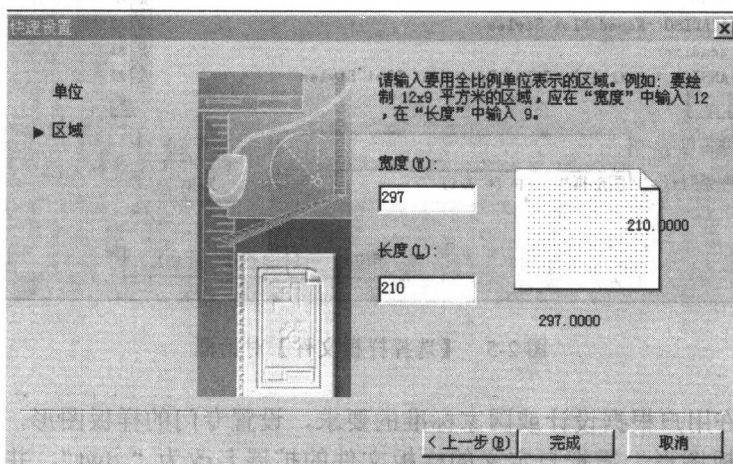 快速设置
单位
▶ 区域
请输入要用全比例单位表示的区域。例如: 要绘
制 12x9 平方米的区域，应在“宽度”中输入 12
，在“长度”中输入 9。
宽度(W):
297
210.0000
长度(L):
210
297.0000
< 上一步(B)
完成
取消